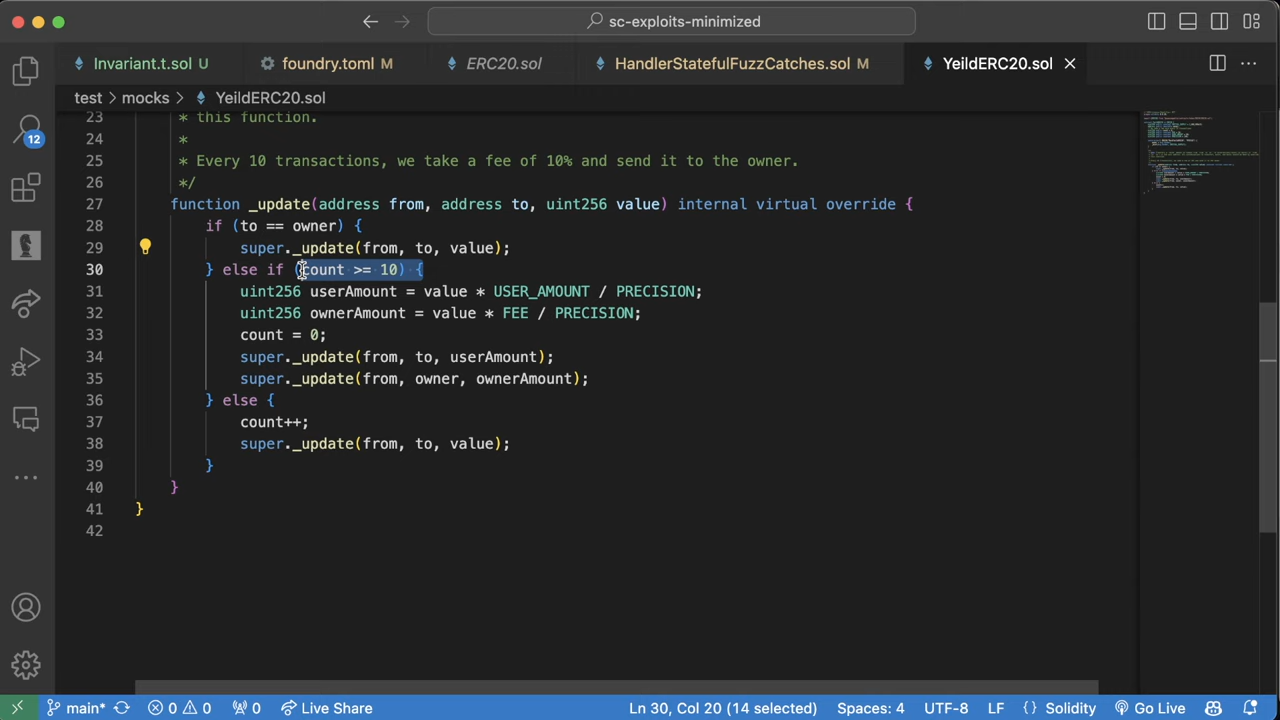 sc-exploits-minimized
Invariant.t.sol U
foundry.toml M
ERC20.sol
HandlerStatefulFuzzCatches.sol M
YeildERC20.sol
test > mocks > YeildERC20.sol
23 * this function.
24 *
25 * Every 10 transactions, we take a fee of 10% and send it to the owner.
26 */
27 function _update(address from, address to, uint256 value) internal virtual override {
28 if (to == owner) {
29 super._update(from, to, value);
30 } else if (count >= 10) {
31 uint256 userAmount = value * USER_AMOUNT / PRECISION;
32 uint256 ownerAmount = value * FEE / PRECISION;
33 count = 0;
34 super._update(from, to, userAmount);
35 super._update(from, owner, ownerAmount);
36 } else {
37 count++;
38 super._update(from, to, value);
39 }
40 }
41 }
42
12
main* 0 0 0 Live Share Ln 30, Col 20 (14 selected) Spaces: 4 UTF-8 LF {} Solidity Go Live